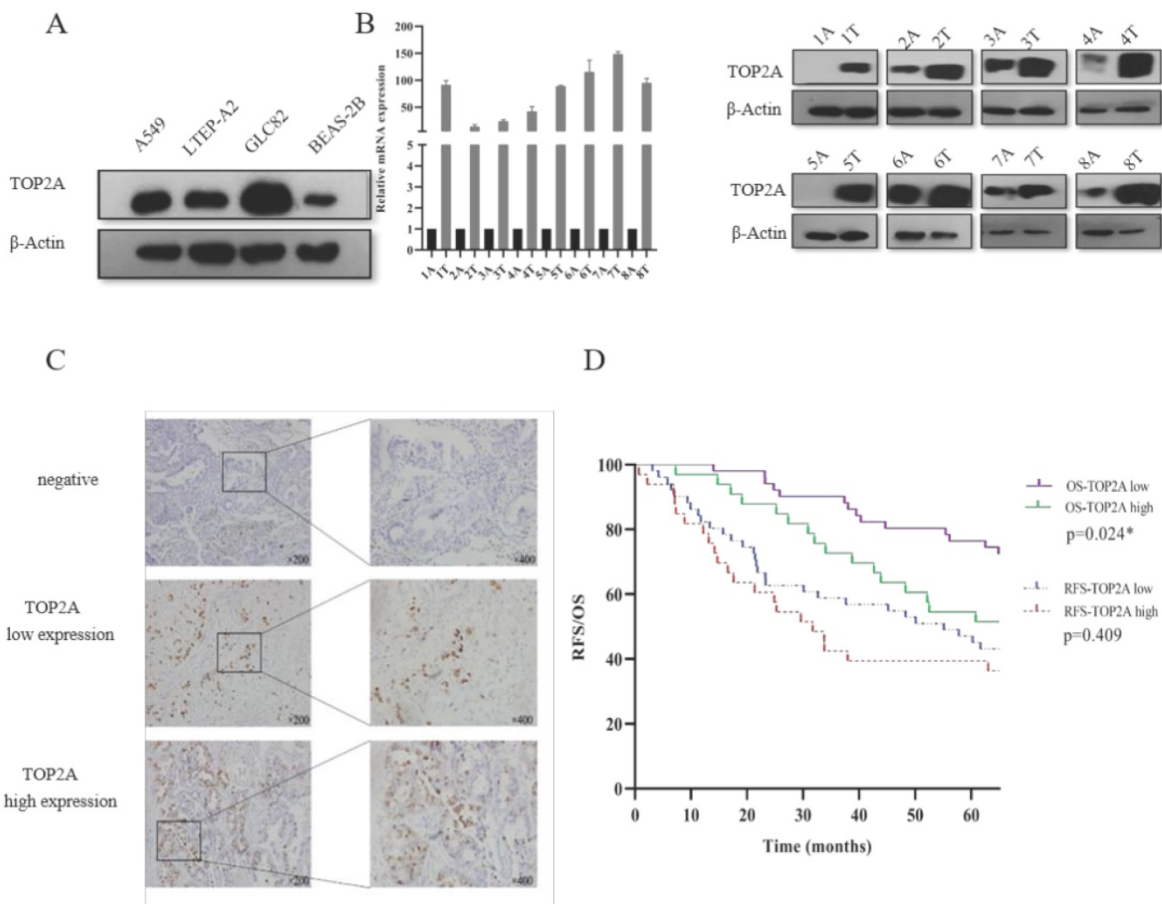 A
A549
LTEP-A2
GLC82
BEAS-2B
TOP2A
β-Actin
B
Relative mRNA expression
200
150
100
50
5
4
3
2
1
0
1A 1T 2A 2T 3A 3T 4A 4T 5A 5T 6A 6T 7A 7T 8A 8T
1A 1T 2A 2T 3A 3T 4A 4T
TOP2A
β-Actin
5A 5T 6A 6T 7A 7T 8A 8T
TOP2A
β-Actin
C
negative
×200
×400
TOP2A
low expression
×200
×400
TOP2A
high expression
×200
×400
D
RFS/OS
100
80
60
40
20
0
0 10 20 30 40 50 60
Time (months)
OS-TOP2A low
OS-TOP2A high
p=0.024*
RFS-TOP2A low
RFS-TOP2A high
p=0.409